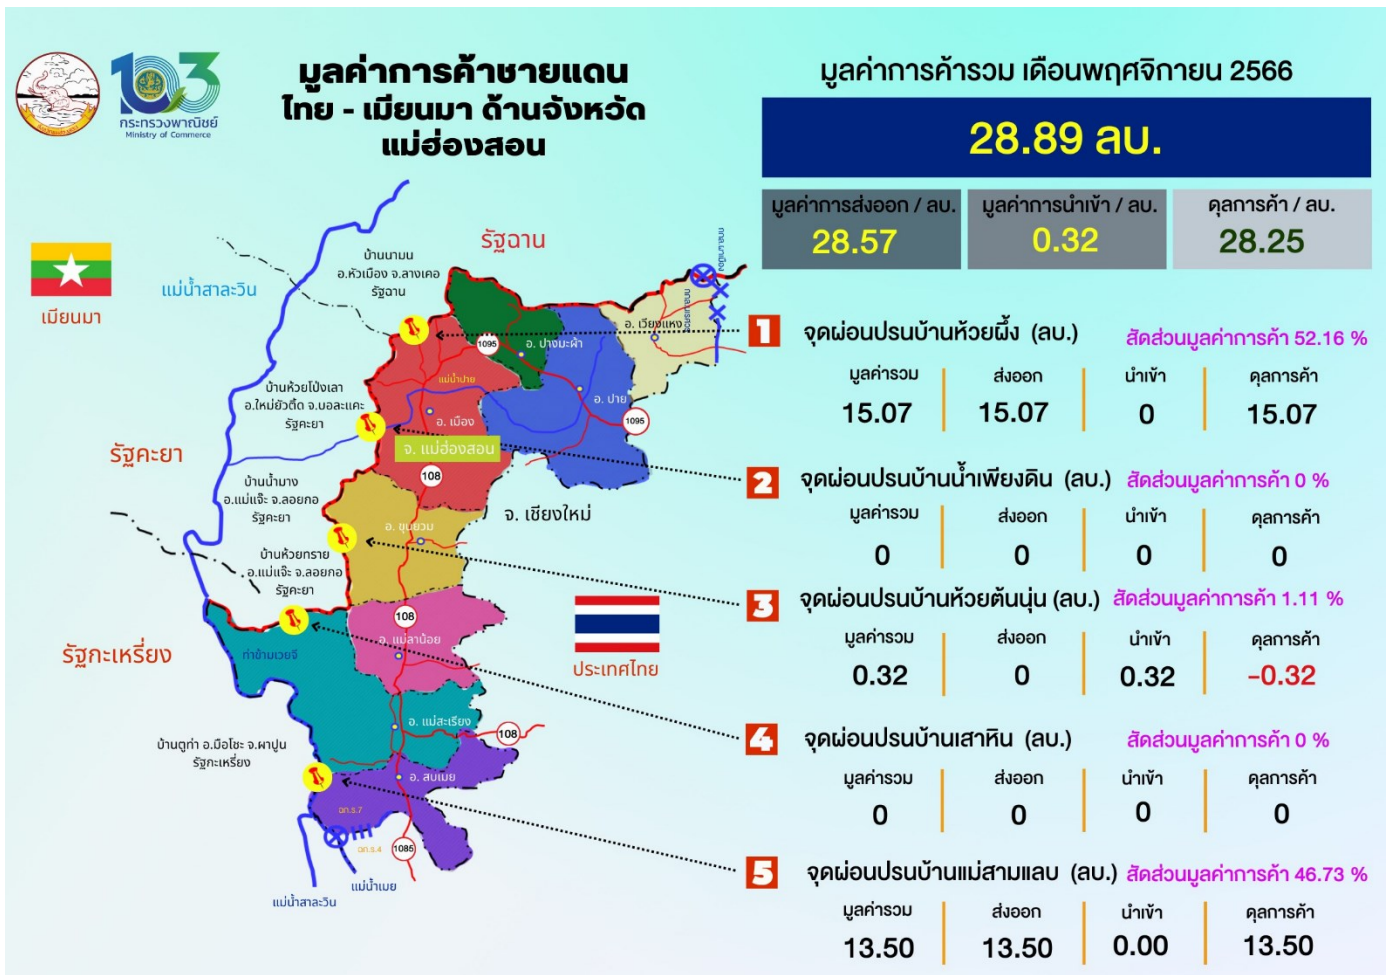 103
กระทรวงพาณิชย์
Ministry of Commerce
มูลค่าการค้าชายแดน
ไทย - เมียนมา ด้านจังหวัด
แม่ฮ่องสอน
มูลค่าการค้ารวม เดือนพฤศจิกายน 2566
28.89 ลบ.
มูลค่าการส่งออก / ลบ.
28.57
มูลค่าการนำเข้า / ลบ.
0.32
ดุลการค้า / ลบ.
28.25
เมียนมา
แม่น้ำสาละวิน
รัฐฉาน
บ้านนามน
อ.หัวเมือง จ.ลางเคอ
รัฐฉาน
อ. เวียงแหง
1095
อ. ปางมะผ้า
แม่น้ำปาย
อ. ปาย
1095
บ้านห้วยโป่งเลา
อ.ใหม่ยัวตี๊ด จ.บอละแคะ
รัฐคะยา
อ. เมือง
จ. แม่ฮ่องสอน
108
รัฐคะยา
บ้านน้ำมาง
อ.แม่แจ๊ะ จ.ลอยกอ
รัฐคะยา
จ. เชียงใหม่
อ. ขุนยวม
บ้านห้วยทราย
อ.แม่แจ๊ะ จ.ลอยกอ
รัฐคะยา
108
อ. แม่ลาน้อย
รัฐกะเหรี่ยง
ท่าข้ามเวยจี
ประเทศไทย
อ. แม่สะเรียง
108
บ้านตูท่า อ.มือโชะ จ.ผาปูน
รัฐกะเหรี่ยง
อ. สบเมย
ฉก.ร.7
ฉก.ร.4
1085
แม่น้ำเมย
แม่น้ำสาละวิน
1 จุดผ่อนปรนบ้านห้วยผึ้ง (ลบ.) สัดส่วนมูลค่าการค้า 52.16 %
มูลค่ารวม ส่งออก นำเข้า ดุลการค้า
15.07 15.07 0 15.07
2 จุดผ่อนปรนบ้านน้ำเพียงดิน (ลบ.) สัดส่วนมูลค่าการค้า 0 %
มูลค่ารวม ส่งออก นำเข้า ดุลการค้า
0 0 0 0
3 จุดผ่อนปรนบ้านห้วยต้นนุ่น (ลบ.) สัดส่วนมูลค่าการค้า 1.11 %
มูลค่ารวม ส่งออก นำเข้า ดุลการค้า
0.32 0 0.32 -0.32
4 จุดผ่อนปรนบ้านเสาหิน (ลบ.) สัดส่วนมูลค่าการค้า 0 %
มูลค่ารวม ส่งออก นำเข้า ดุลการค้า
0 0 0 0
5 จุดผ่อนปรนบ้านแม่สามแลบ (ลบ.) สัดส่วนมูลค่าการค้า 46.73 %
มูลค่ารวม ส่งออก นำเข้า ดุลการค้า
13.50 13.50 0.00 13.50